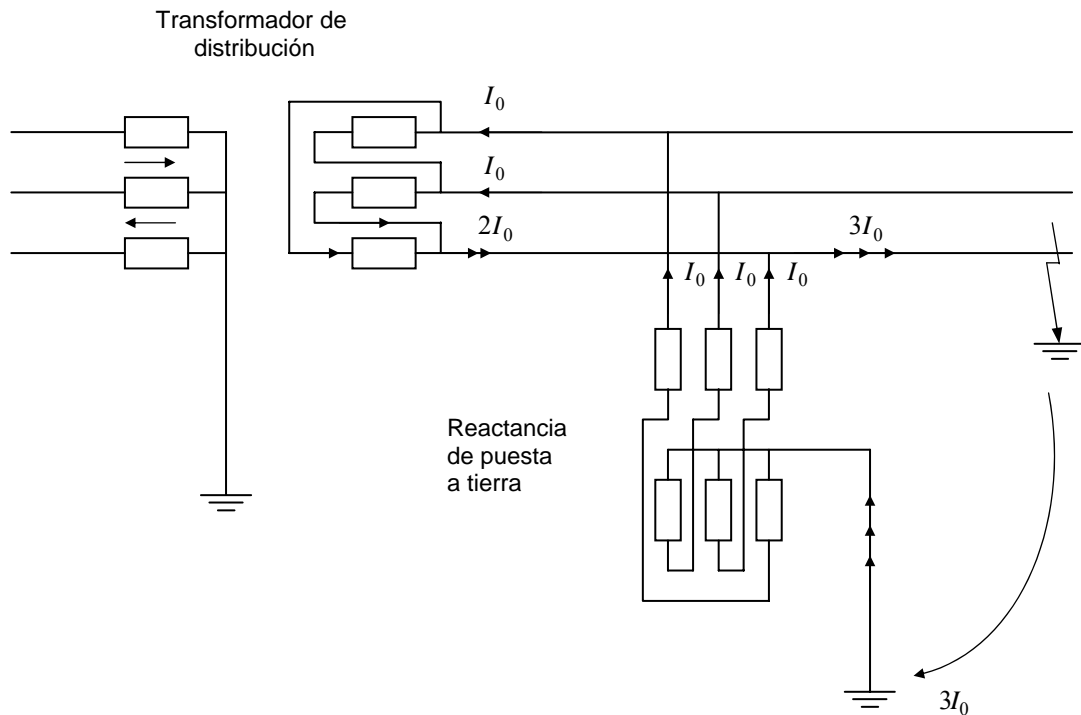 Transformador de
distribución
I₀
I₀
2I₀
3I₀
I₀ I₀ I₀
Reactancia
de puesta
a tierra
3I₀